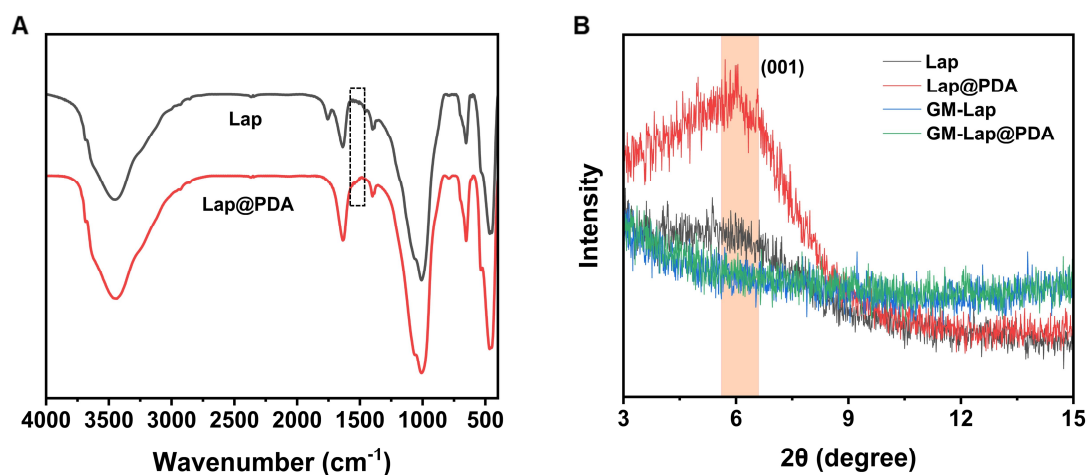 A
Lap
Lap@PDA
4000 3500 3000 2500 2000 1500 1000 500
Wavenumber (cm⁻¹)
B
(001)
Lap
Lap@PDA
GM-Lap
GM-Lap@PDA
Intensity
3 6 9 12 15
2θ (degree)